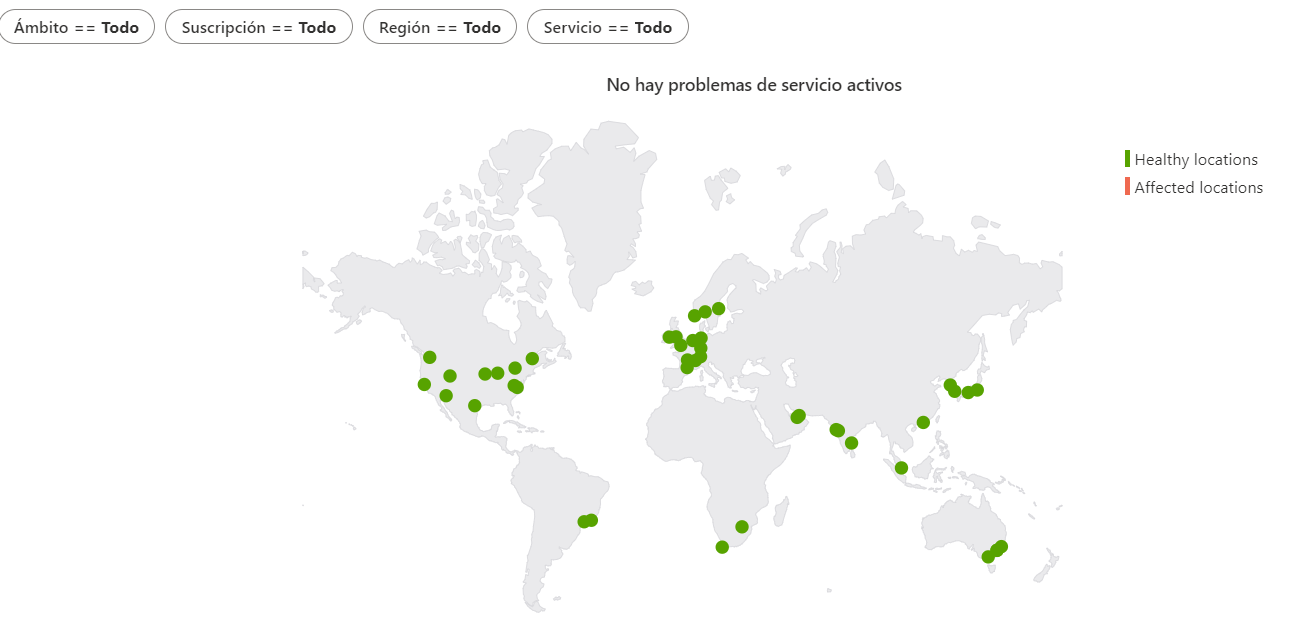 Ámbito == Todo
Suscripción == Todo
Región == Todo
Servicio == Todo
No hay problemas de servicio activos
Healthy locations
Affected locations